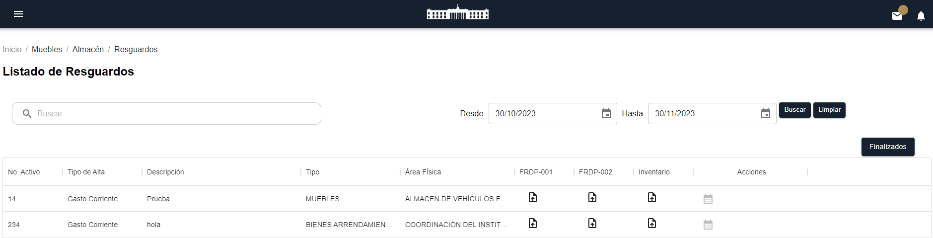 Inicio / Muebles / Almacén / Resguardos
Listado de Resguardos
Buscar
Desde 30/10/2023 Hasta 30/11/2023 Buscar Limpiar
Finalizados
No. Activo Tipo de Alta Descripción Tipo Área Física FRDP-001 FRDP-002 Inventario Acciones
14 Gasto Corriente Prueba MUEBLES ALMACEN DE VEHÍCULOS E
234 Gasto Corriente hola BIENES ARRENDAMIEN... COORDINACIÓN DEL INSTIT...